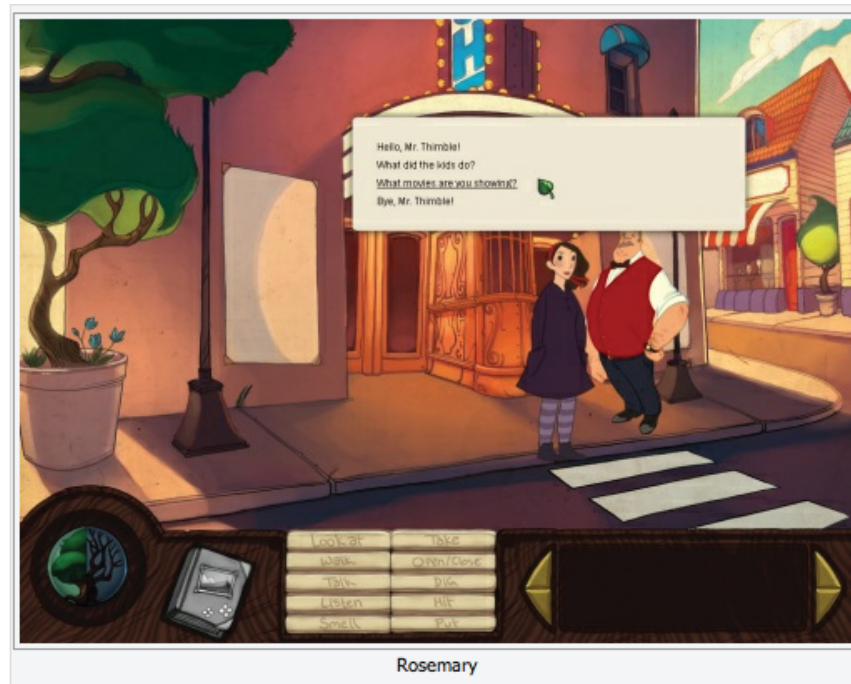 H
Hello, Mr. Thimble!
What did the kids do?
What movies are you showing?
Bye, Mr. Thimble!
Look at Take
Walk Open/Close
Talk Dig
Listen Hit
Smell Put
Rosemary